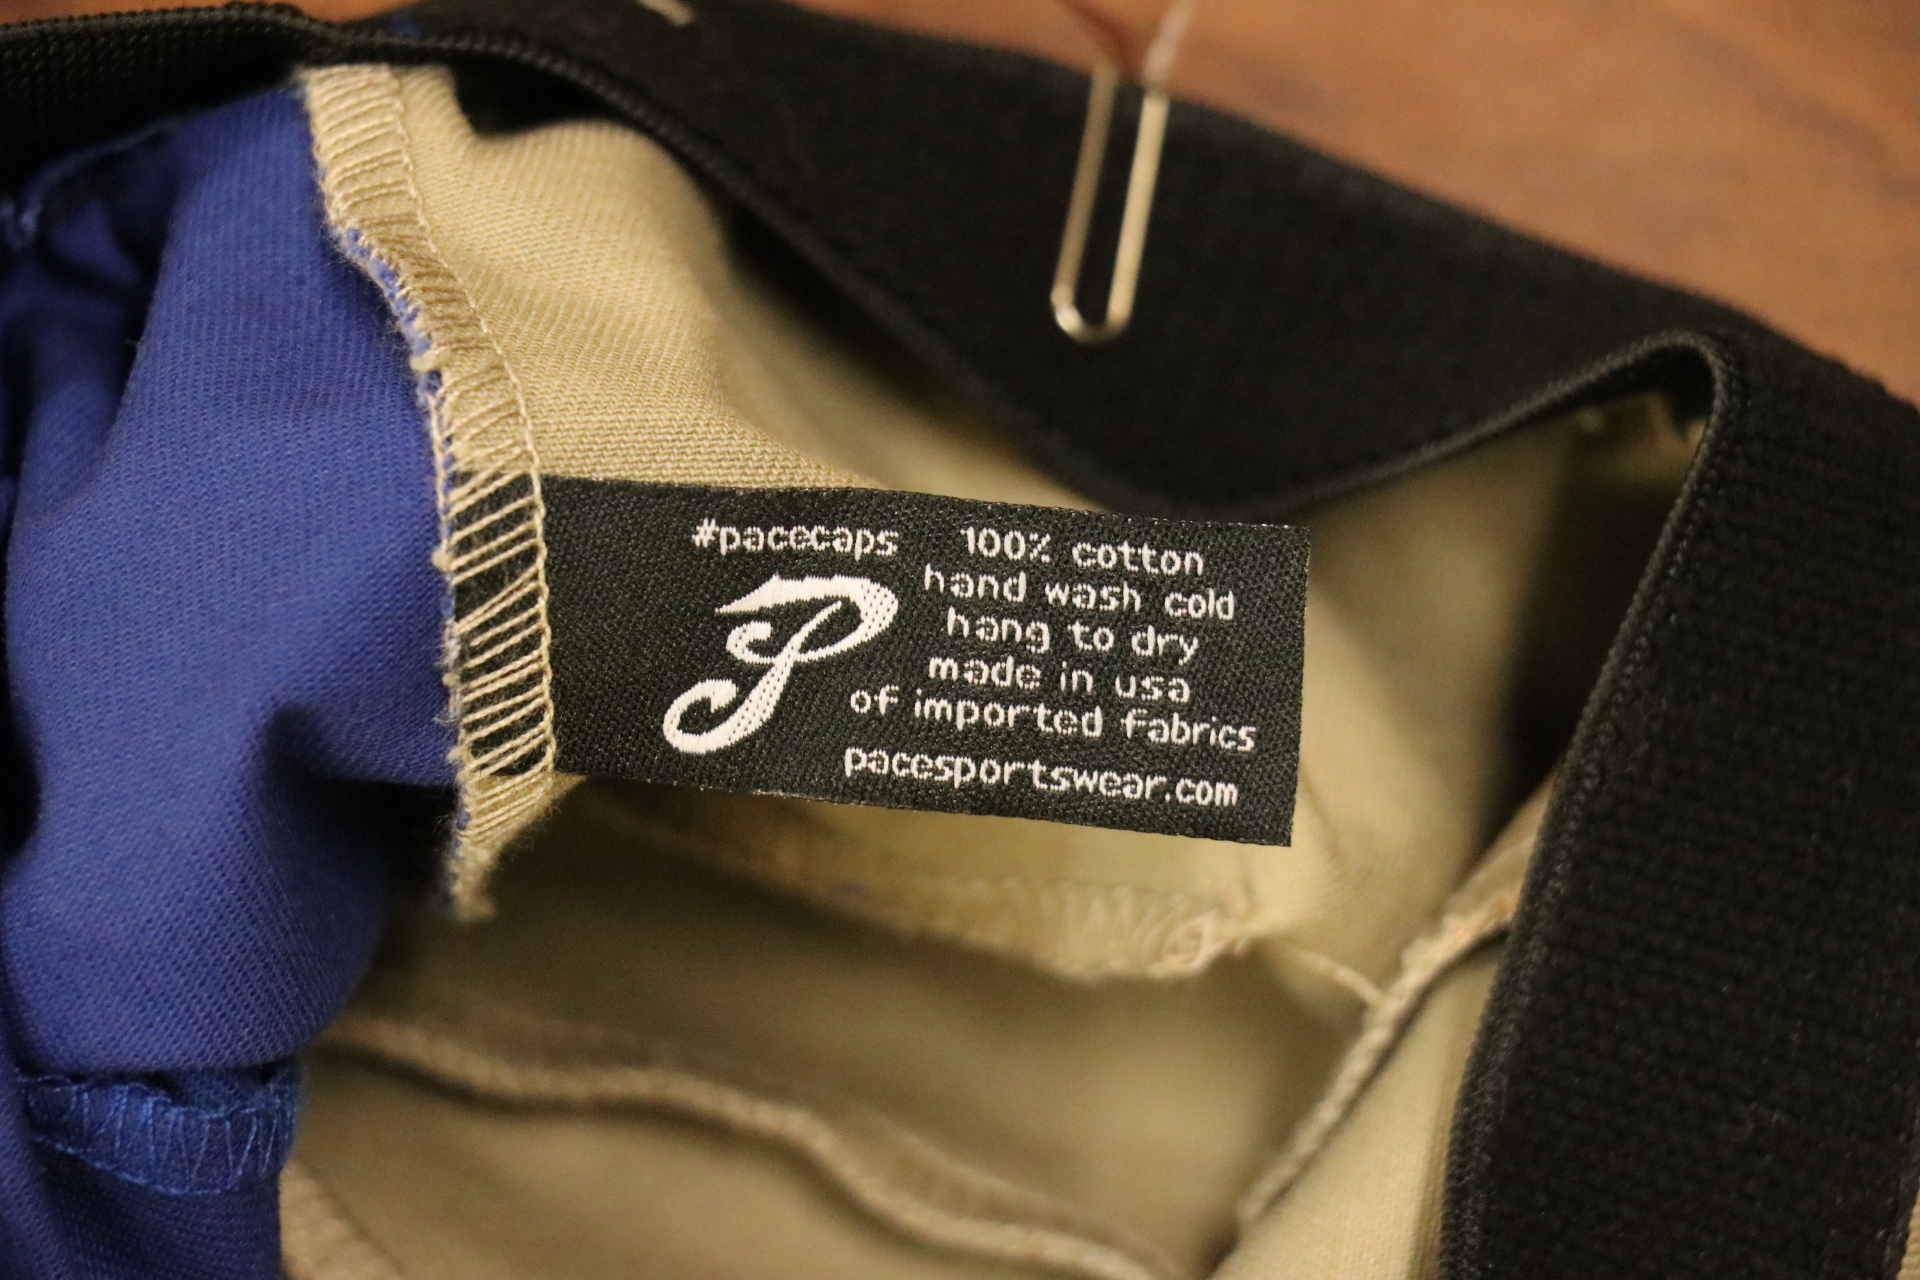 #pacecaps
P
100% cotton
hand wash cold
hang to dry
made in usa
of imported fabrics
pacesportswear.com